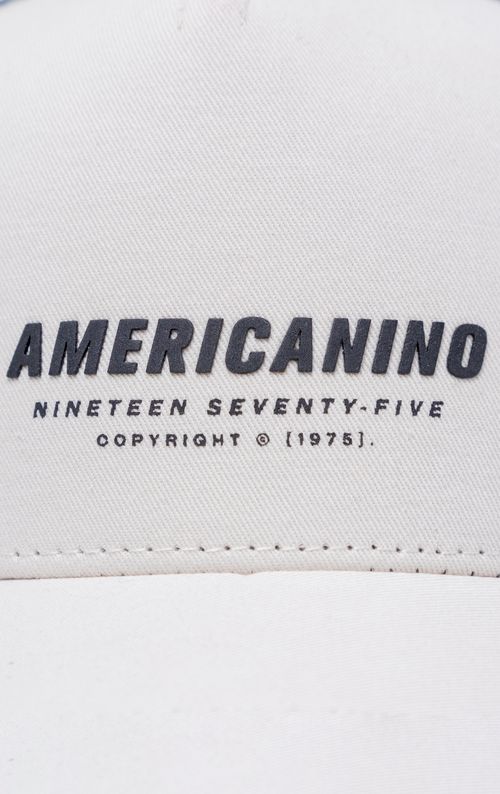 AMERICANINO
NINETEEN SEVENTY-FIVE
COPYRIGHT © [1975].